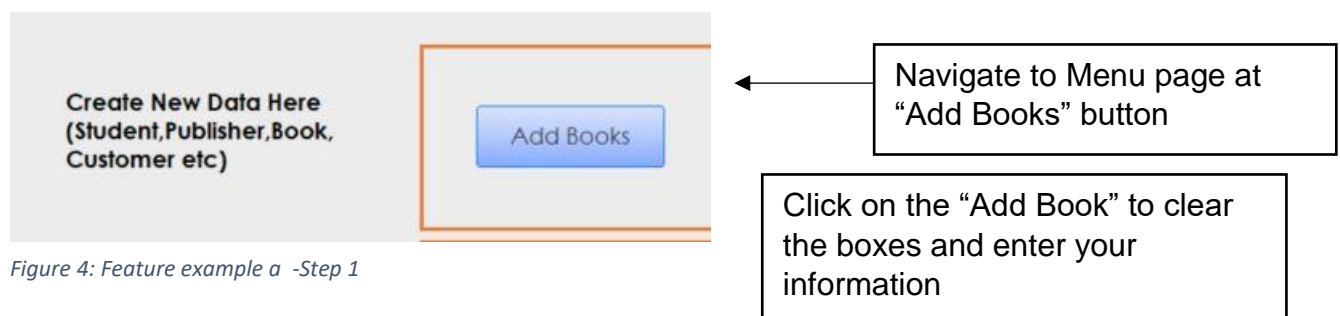 Create New Data Here
(Student,Publisher,Book,
Customer etc)
Add Books
Navigate to Menu page at
“Add Books” button
Click on the “Add Book” to clear
the boxes and enter your
information
Figure 4: Feature example a -Step 1